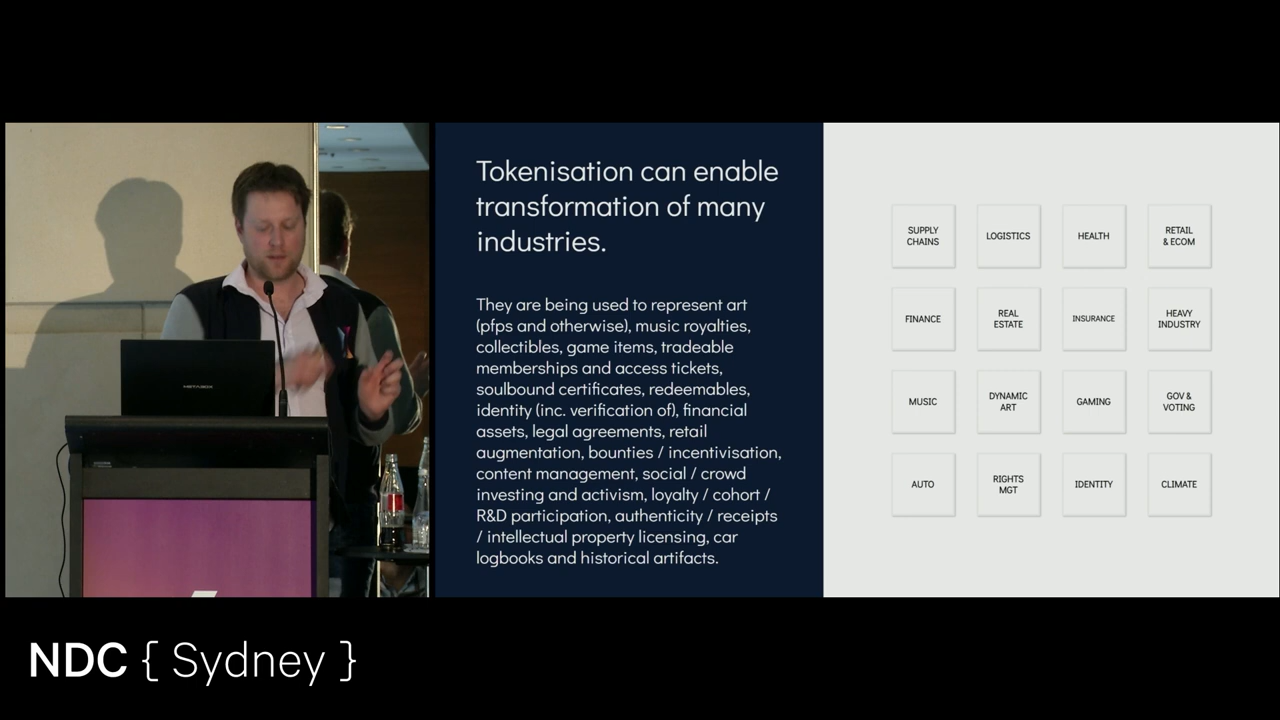 Tokenisation can enable
transformation of many
industries.
They are being used to represent art
(pfps and otherwise), music royalties,
collectibles, game items, tradeable
memberships and access tickets,
soulbound certificates, redeemables,
identity (inc. verification of), financial
assets, legal agreements, retail
augmentation, bounties / incentivisation,
content management, social / crowd
investing and activism, loyalty / cohort /
R&D participation, authenticity / receipts
/ intellectual property licensing, car
logbooks and historical artifacts.
SUPPLY
CHAINS
LOGISTICS
HEALTH
RETAIL
& ECOM
FINANCE
REAL
ESTATE
INSURANCE
HEAVY
INDUSTRY
MUSIC
DYNAMIC
ART
GAMING
GOV &
VOTING
AUTO
RIGHTS
MGT
IDENTITY
CLIMATE
NDC { Sydney }